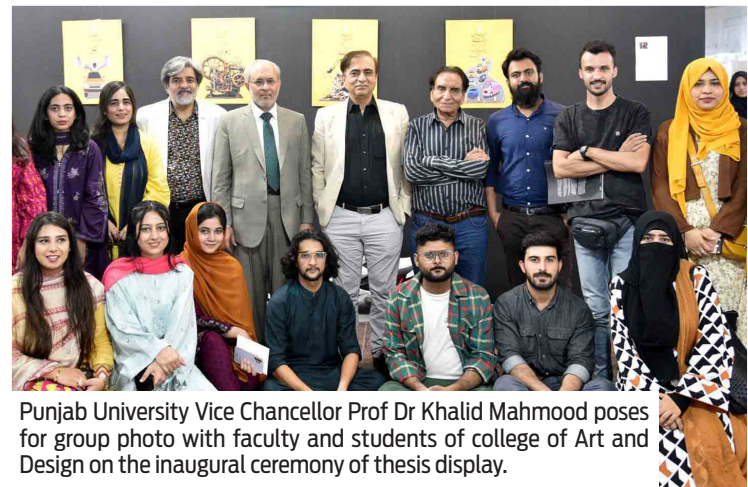 Punjab University Vice Chancellor Prof Dr Khalid Mahmood poses
for group photo with faculty and students of college of Art and
Design on the inaugural ceremony of thesis display.